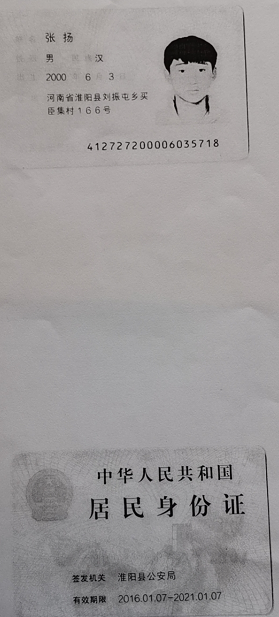 张扬
男 汉
2000 6 3
河南省淮阳县刘振屯乡买
臣集村166号
412727200006035718
中华人民共和国
居民身份证
签发机关 淮阳县公安局
有效期限 2016.01.07-2021.01.07